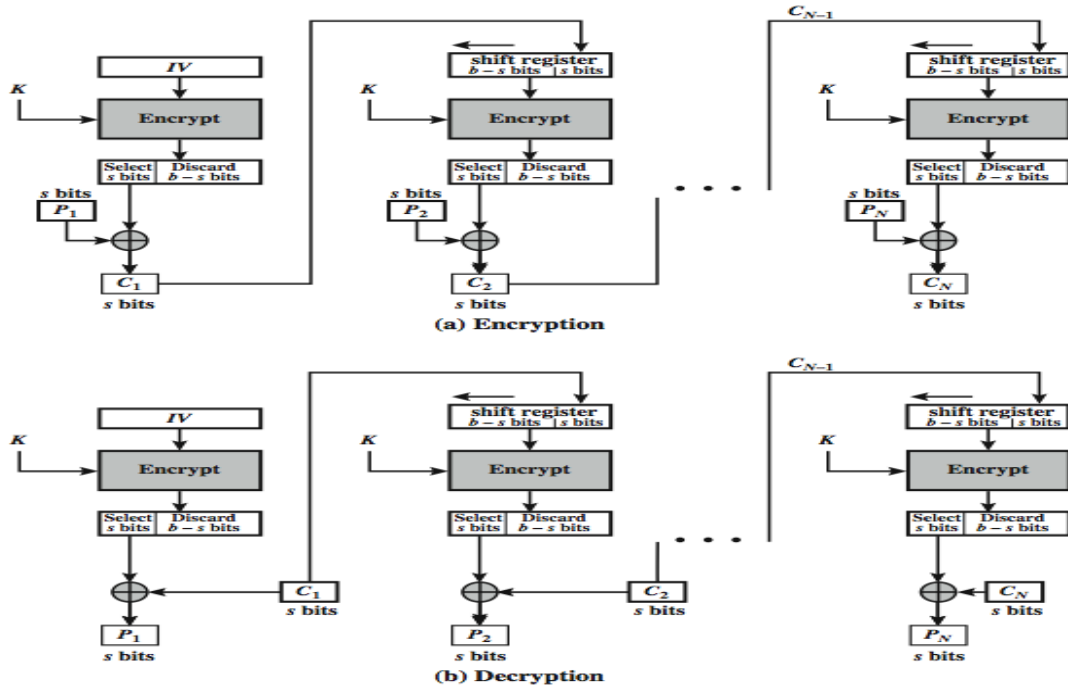 C_{N-1}
IV
shift register
b – s bits | s bits
shift register
b – s bits | s bits
K
K
K
Encrypt
Encrypt
Encrypt
Select Discard
s bits b – s bits
Select Discard
s bits b – s bits
Select Discard
s bits b – s bits
s bits
s bits
s bits
P_1
P_2
P_N
C_1
C_2
C_N
s bits
s bits
s bits
(a) Encryption
C_{N-1}
IV
shift register
b – s bits | s bits
shift register
b – s bits | s bits
K
K
K
Encrypt
Encrypt
Encrypt
Select Discard
s bits b – s bits
Select Discard
s bits b – s bits
Select Discard
s bits b – s bits
C_1
C_2
C_N
s bits
s bits
s bits
P_1
P_2
P_N
s bits
s bits
s bits
(b) Decryption